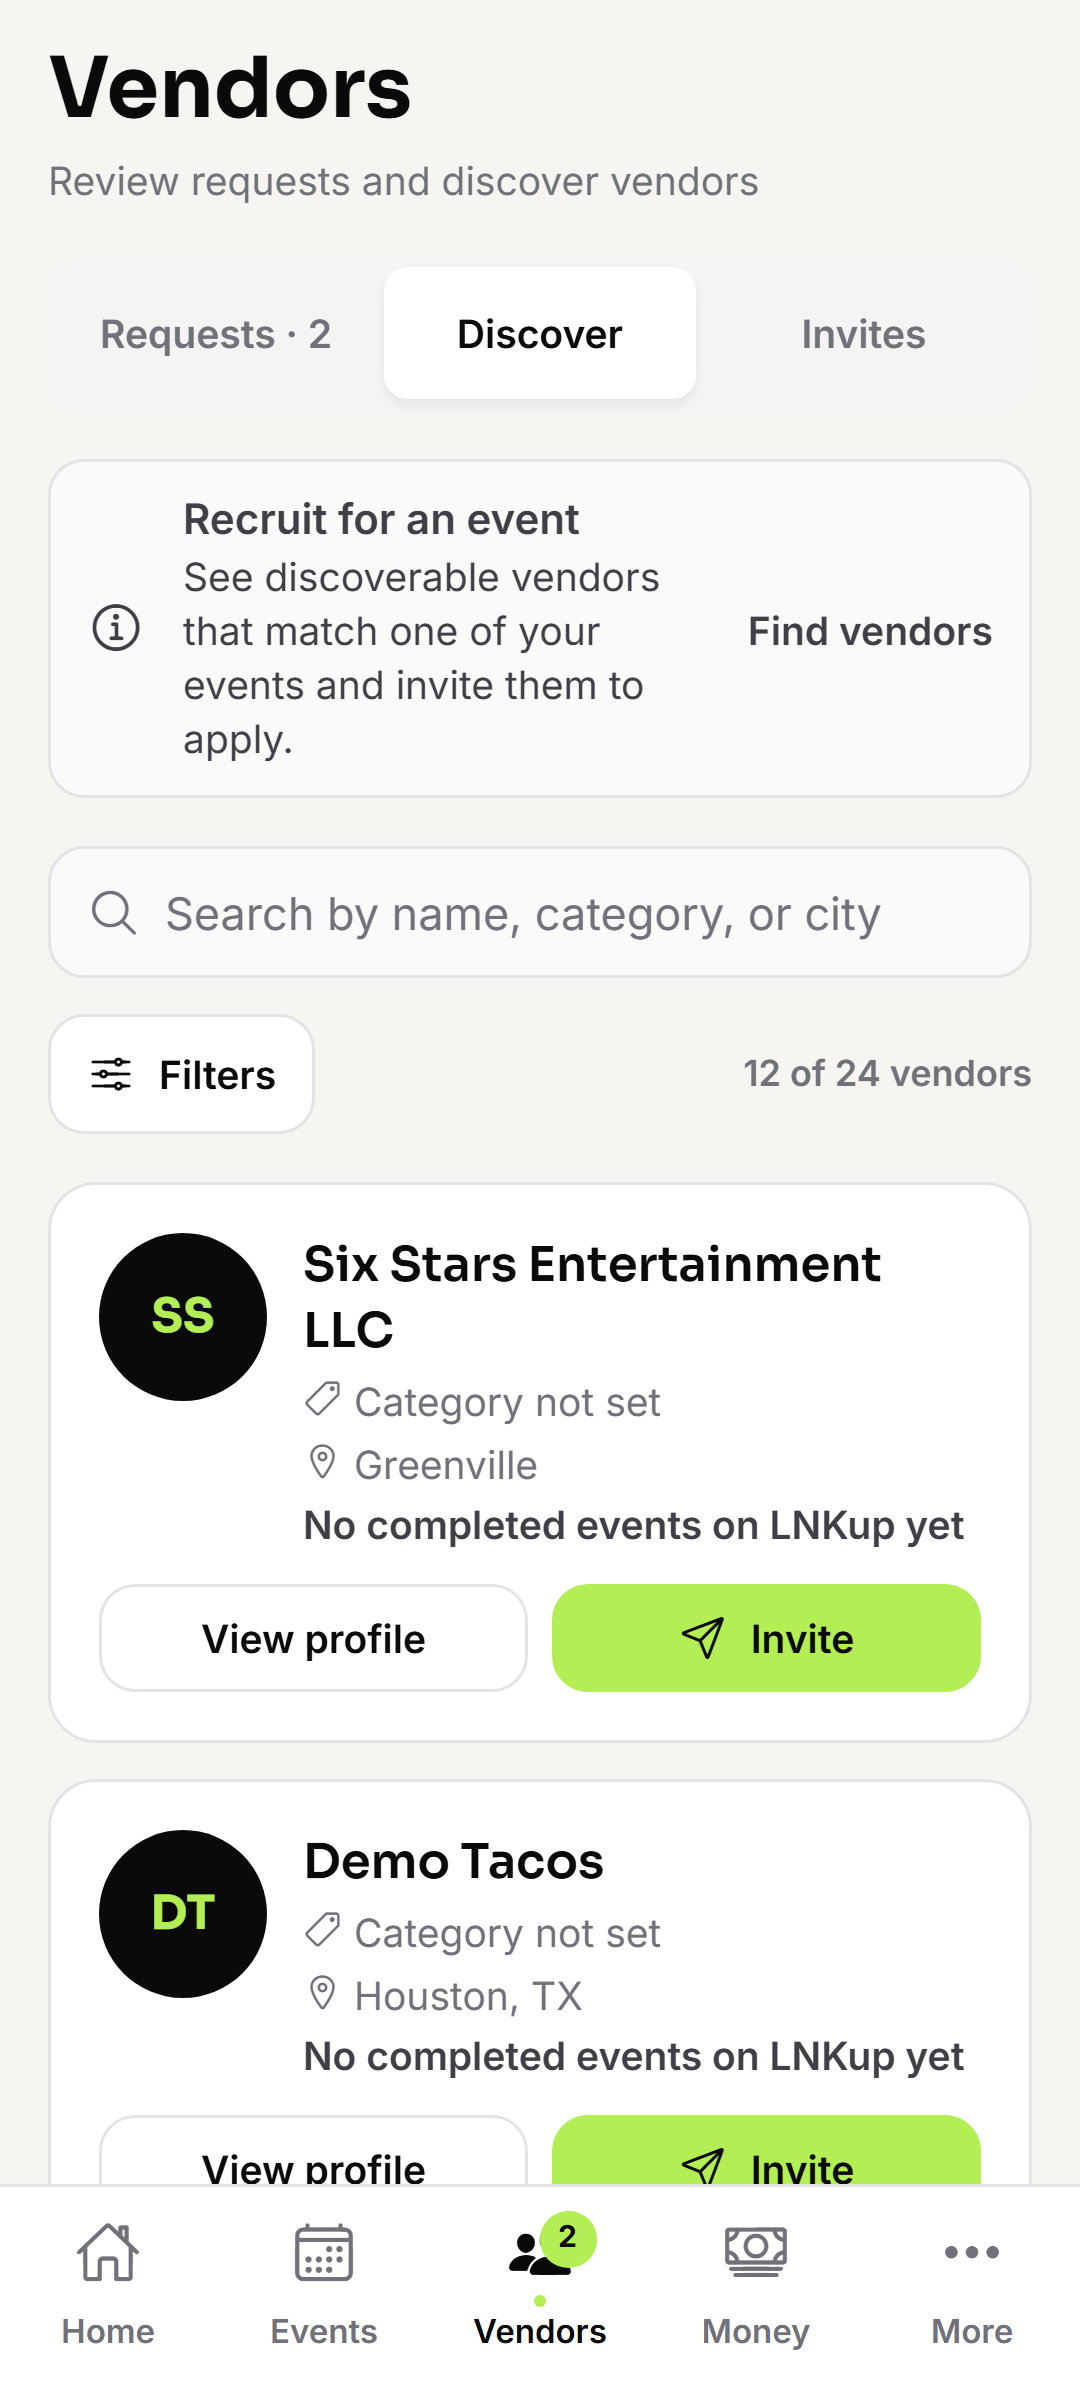 Vendors
Review requests and discover vendors
Requests · 2
Discover
Invites
Recruit for an event
See discoverable vendors
that match one of your
events and invite them to
apply.
Find vendors
Search by name, category, or city
Filters
12 of 24 vendors
SS
Six Stars Entertainment
LLC
Category not set
Greenville
No completed events on LNKup yet
View profile
Invite
DT
Demo Tacos
Category not set
Houston, TX
No completed events on LNKup yet
View profile
Invite
2
Home
Events
Vendors
Money
More